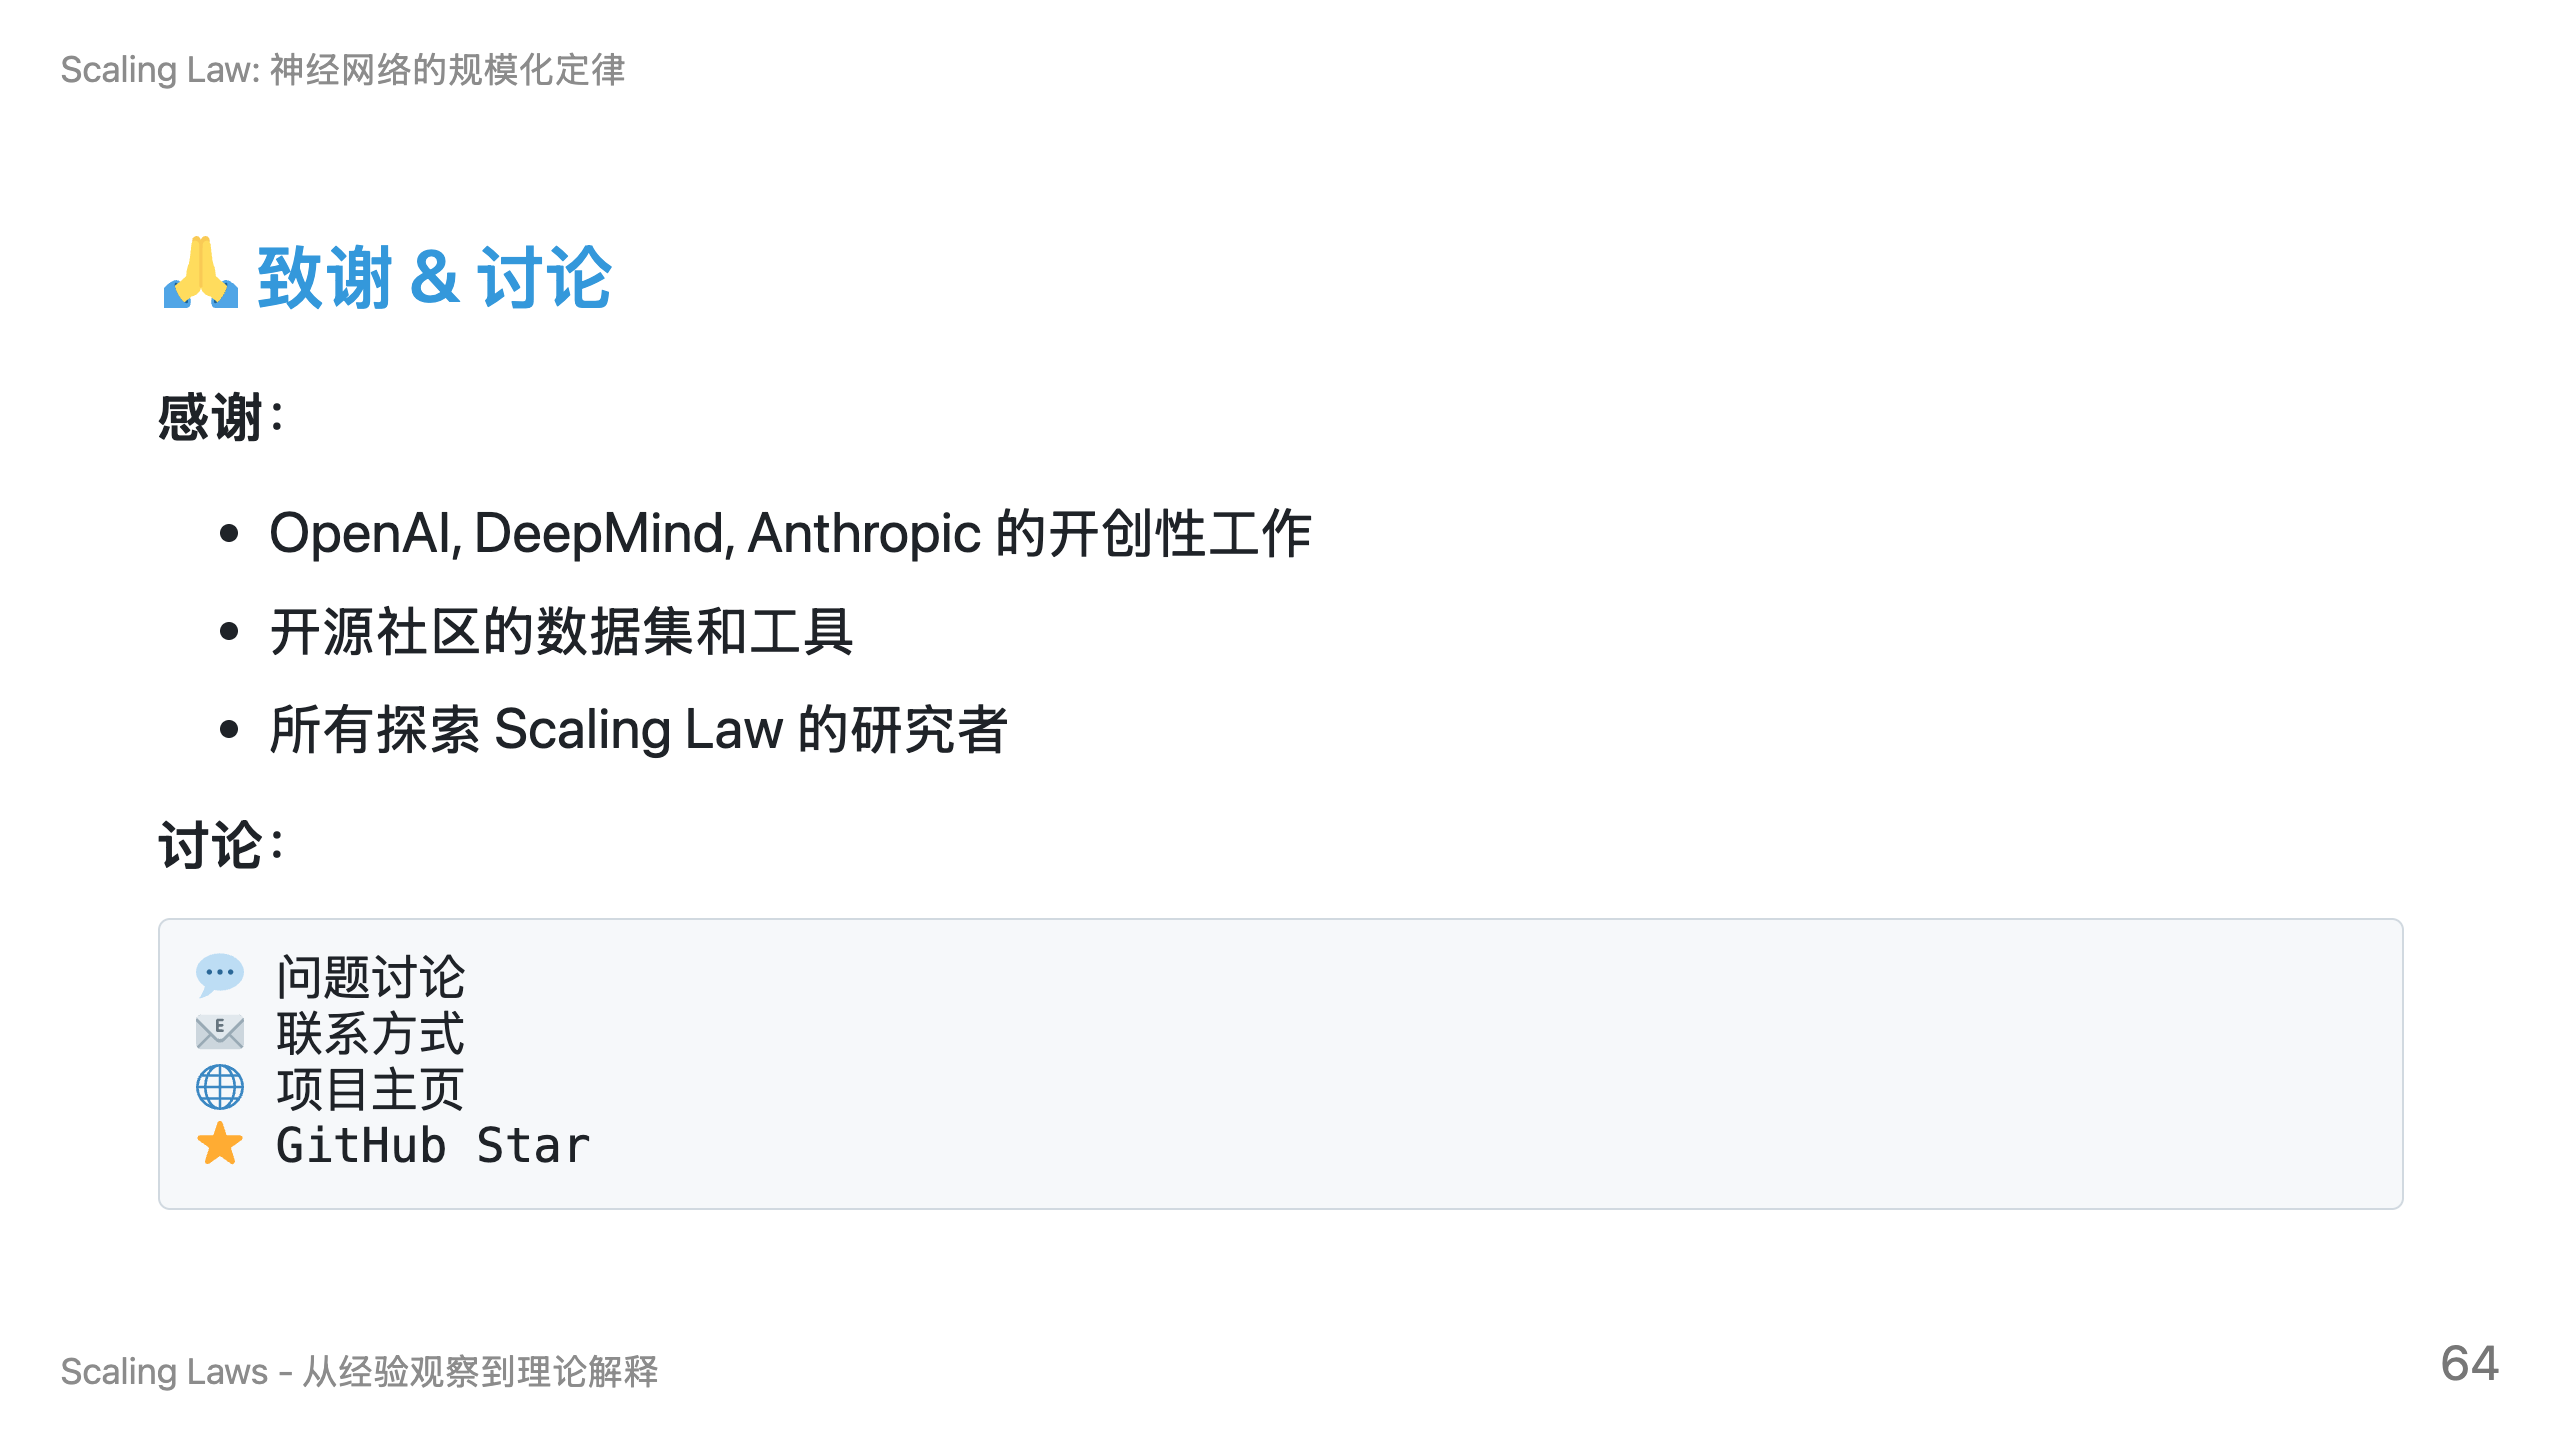 Scaling Law: 神经网络的规模化定律
🙏 致谢 & 讨论
感谢：
• OpenAI, DeepMind, Anthropic 的开创性工作
• 开源社区的数据集和工具
• 所有探索 Scaling Law 的研究者
讨论：
💬 问题讨论
📧 联系方式
🌐 项目主页
⭐ GitHub Star
Scaling Laws - 从经验观察到理论解释
64